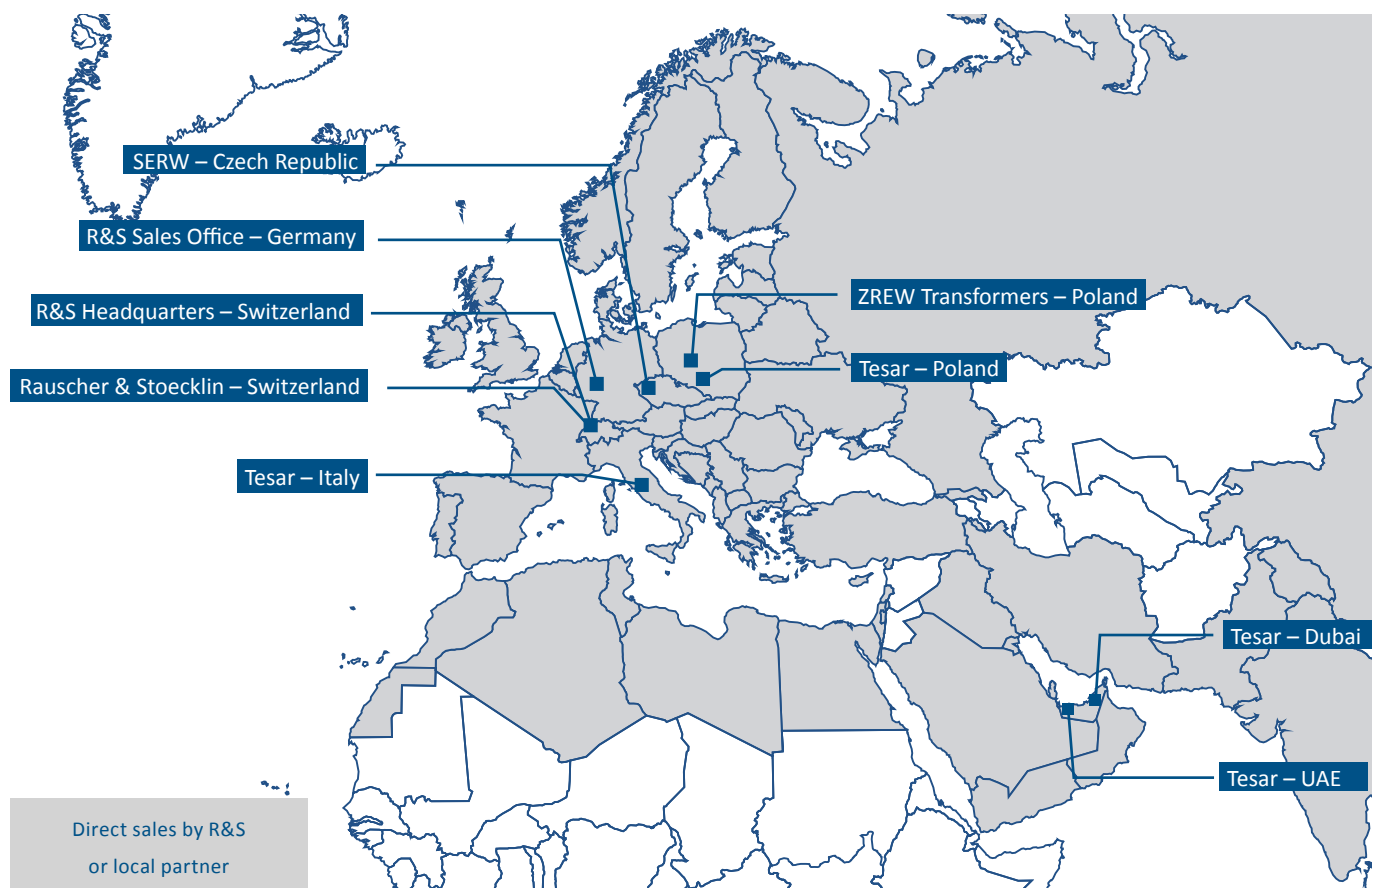 SERW – Czech Republic
R&S Sales Office – Germany
R&S Headquarters – Switzerland
Rauscher & Stoecklin – Switzerland
Tesar – Italy
ZREW Transformers – Poland
Tesar – Poland
Tesar – Dubai
Tesar – UAE
Direct sales by R&S
or local partner